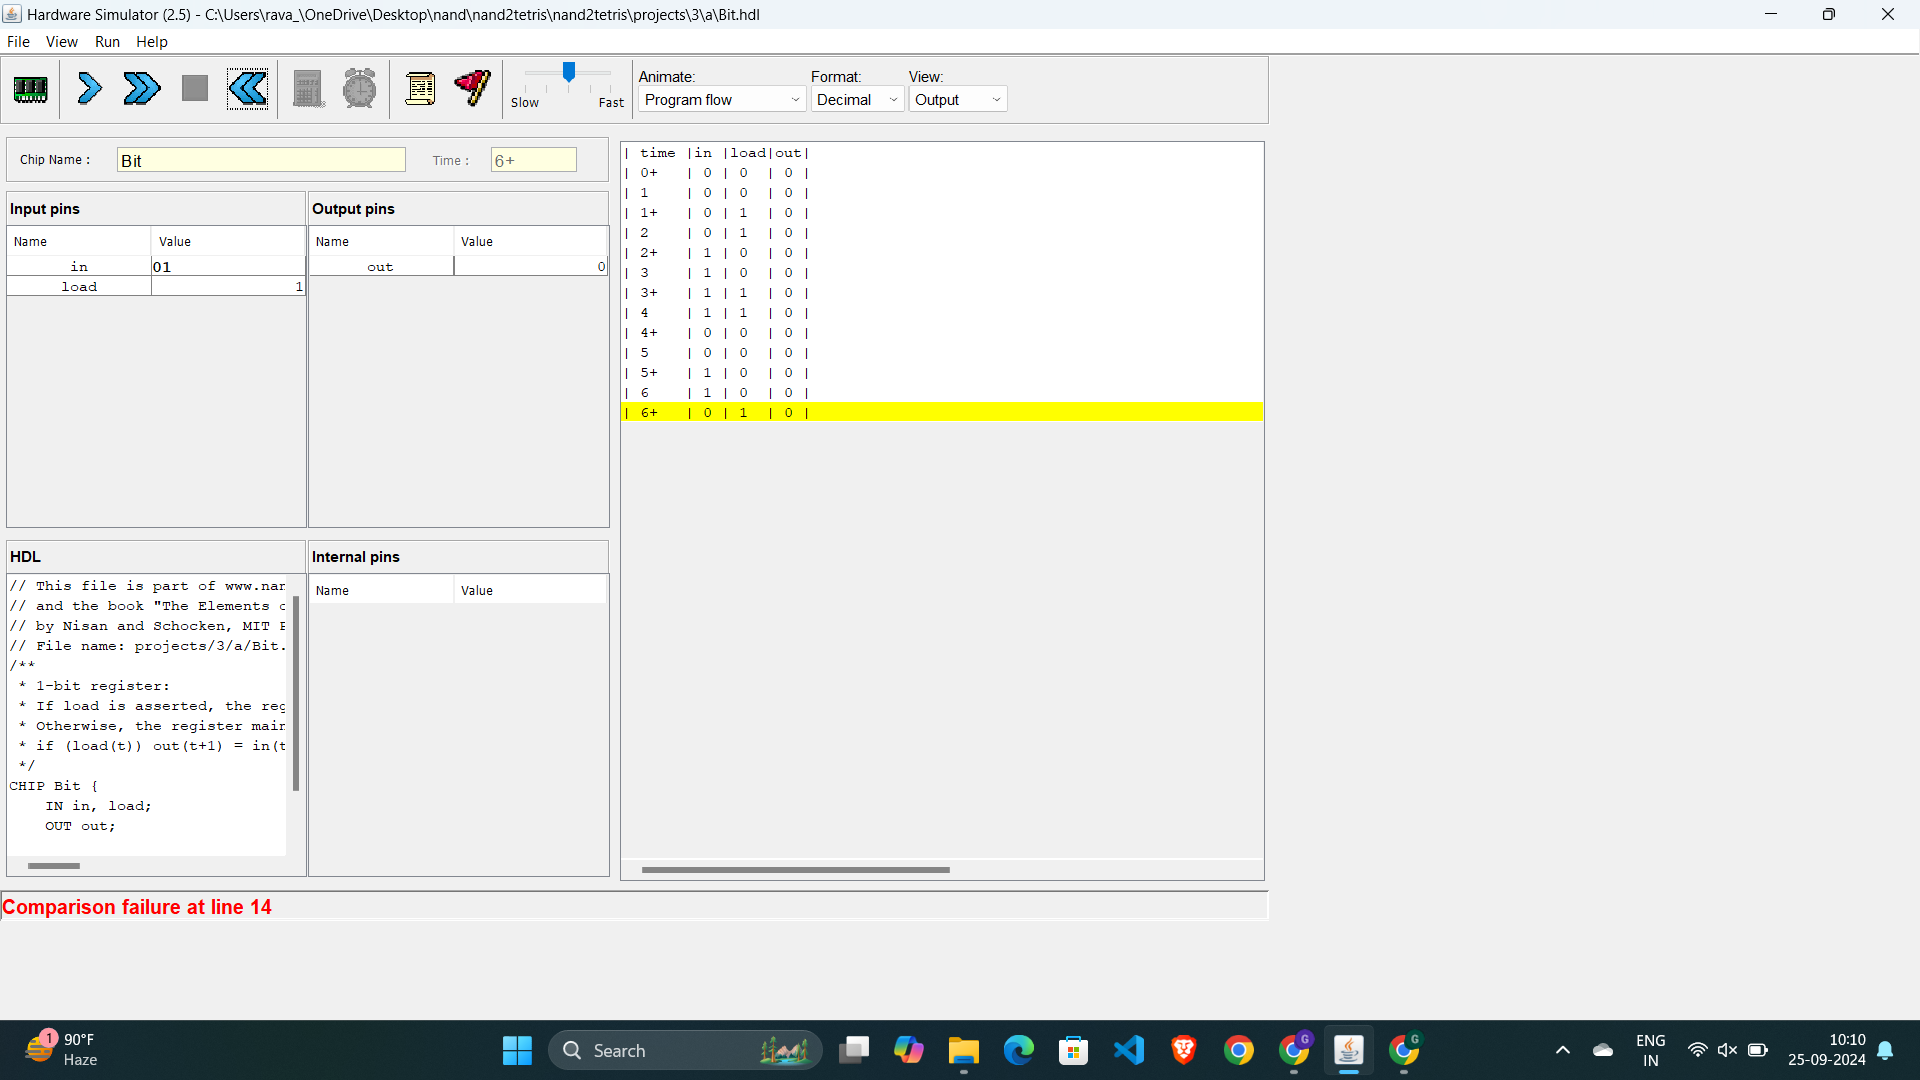 Hardware Simulator (2.5) - C:\Users\rava_\OneDrive\Desktop\nand\nand2tetris\nand2tetris\projects\3\a\Bit.hdl
File View Run Help
Slow Fast
Animate: Format: View:
Program flow Decimal Output
Chip Name : Bit Time : 6+
Input pins Output pins
Name Value Name Value
in 01 out 0
load 1
| time |in |load|out|
| 0+ | 0 | 0 | 0 |
| 1 | 0 | 0 | 0 |
| 1+ | 0 | 1 | 0 |
| 2 | 0 | 1 | 0 |
| 2+ | 1 | 0 | 0 |
| 3 | 1 | 0 | 0 |
| 3+ | 1 | 1 | 0 |
| 4 | 1 | 1 | 0 |
| 4+ | 0 | 0 | 0 |
| 5 | 0 | 0 | 0 |
| 5+ | 1 | 0 | 0 |
| 6 | 1 | 0 | 0 |
| 6+ | 0 | 1 | 0 |
HDL Internal pins
Name Value
// This file is part of www.nan
// and the book "The Elements o
// by Nisan and Schocken, MIT P
// File name: projects/3/a/Bit.
/**
* 1-bit register:
* If load is asserted, the reg
* Otherwise, the register main
* if (load(t)) out(t+1) = in(t
*/
CHIP Bit {
IN in, load;
OUT out;
Comparison failure at line 14
1
90°F
Haze
Search
G
G
ENG
IN
10:10
25-09-2024